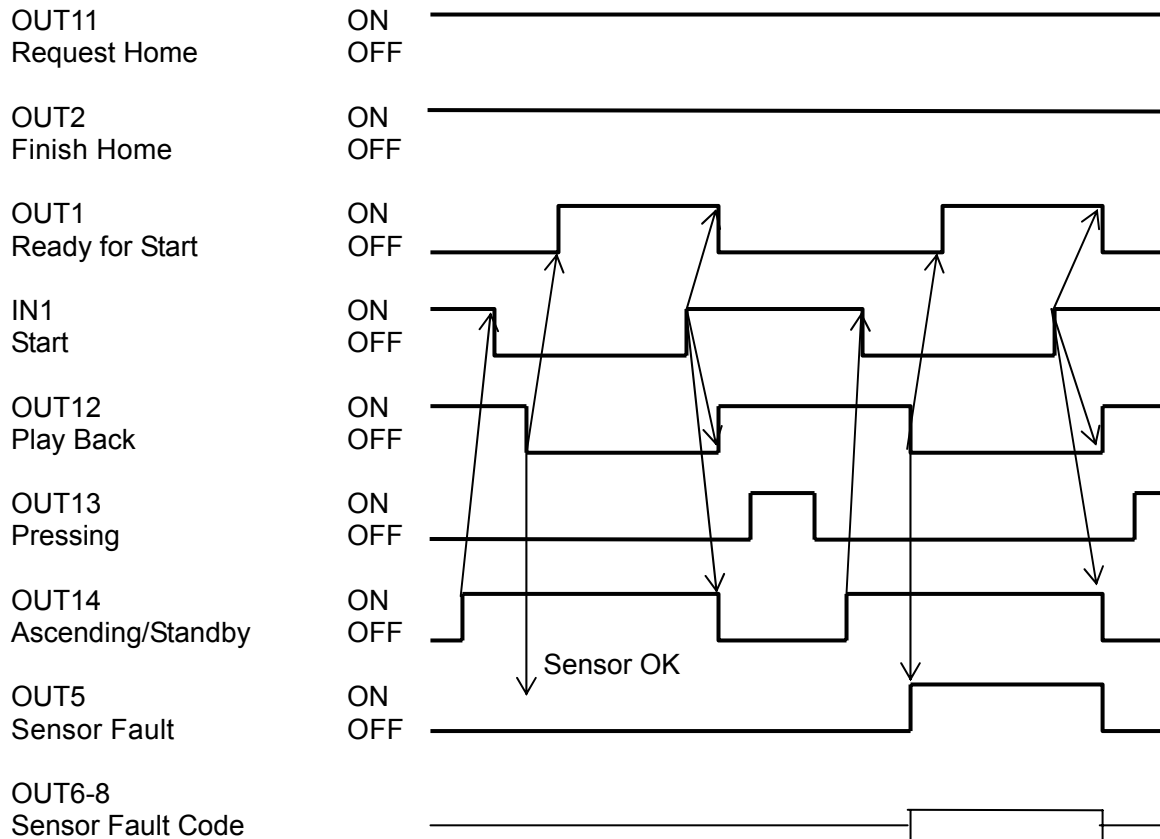 OUT11 ON
Request Home OFF
OUT2 ON
Finish Home OFF
OUT1 ON
Ready for Start OFF
IN1 ON
Start OFF
OUT12 ON
Play Back OFF
OUT13 ON
Pressing OFF
OUT14 ON
Ascending/Standby OFF
Sensor OK
OUT5 ON
Sensor Fault OFF
OUT6-8
Sensor Fault Code